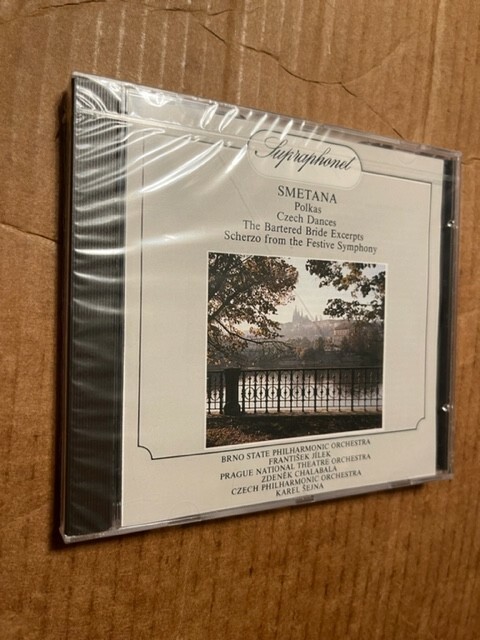 Supraphonet
SMETANA
Polkas
Czech Dances
The Bartered Bride Excerpts
Scherzo from the Festive Symphony
BRNO STATE PHILHARMONIC ORCHESTRA
FRANTIŠEK JÍLEK
PRAGUE NATIONAL THEATRE ORCHESTRA
ZDENĚK CHALABALA
CZECH PHILHARMONIC ORCHESTRA
KAREL ŠEJNA